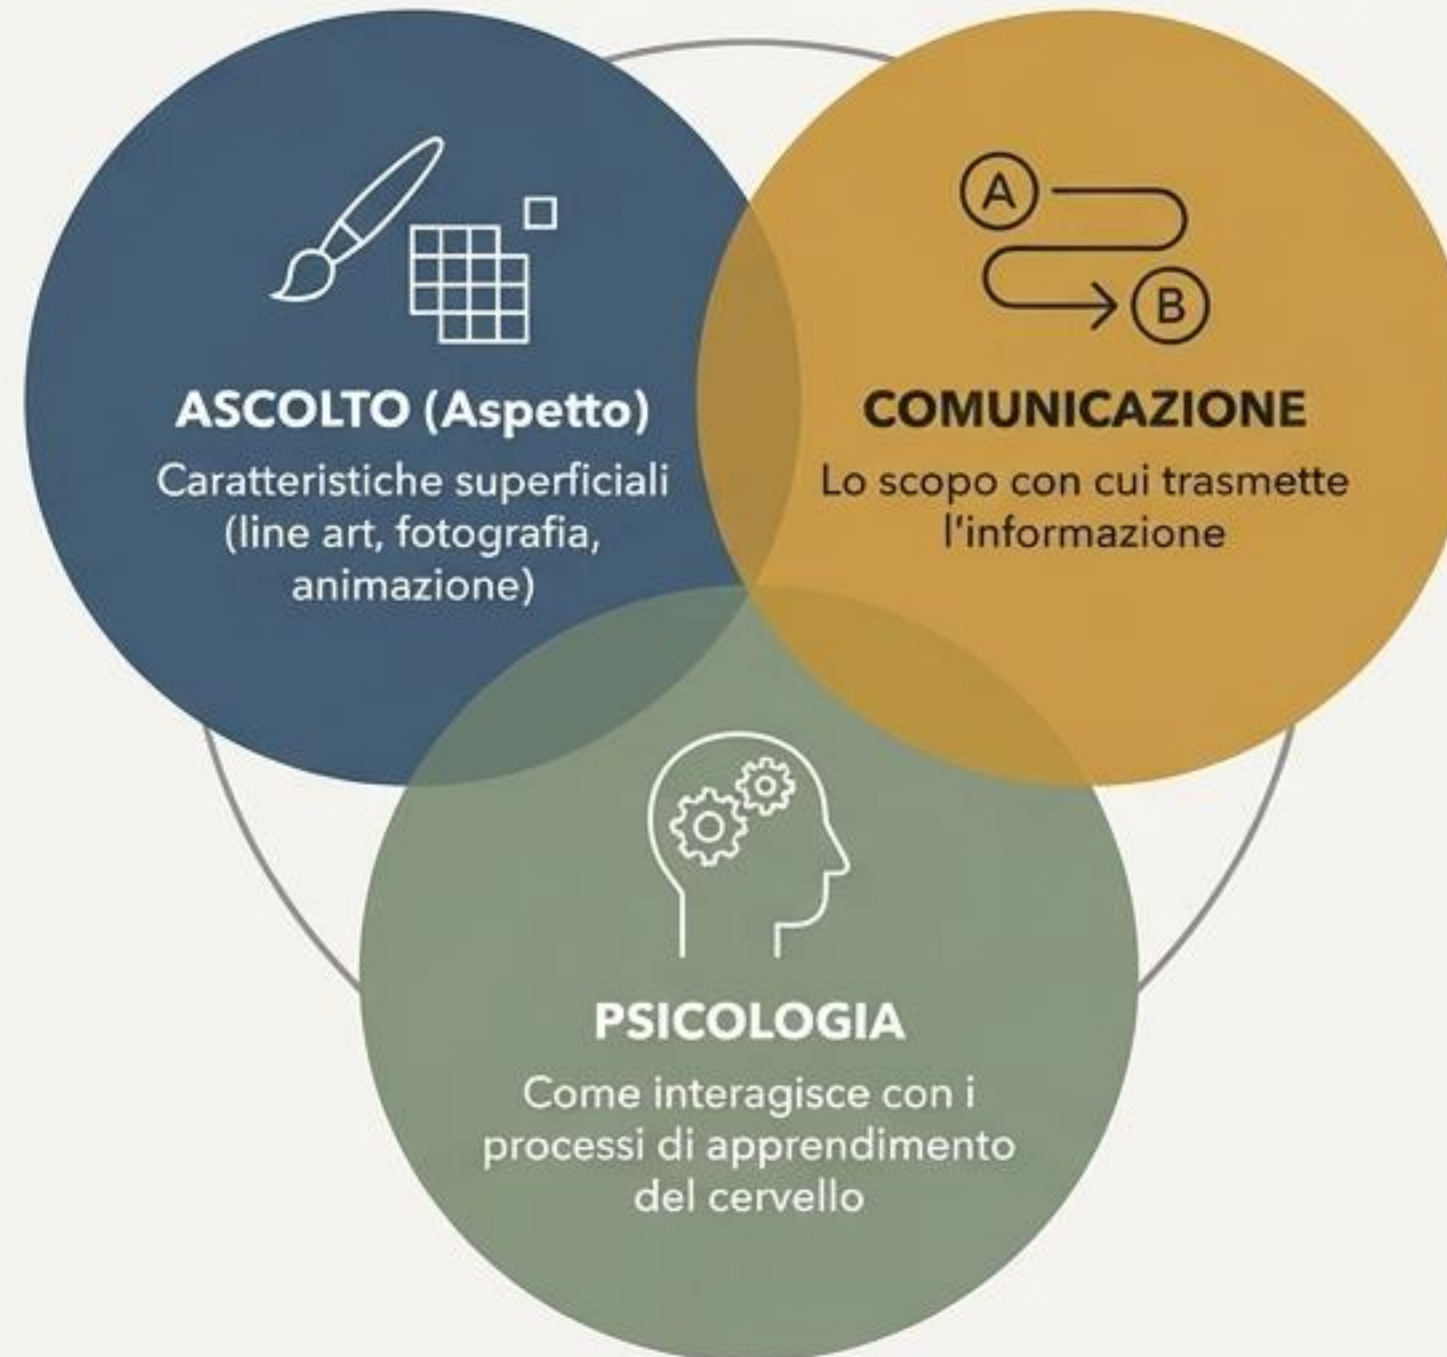 ASCOLTO (Aspetto)
Caratteristiche superficiali
(line art, fotografia,
animazione)
A
B
COMUNICAZIONE
Lo scopo con cui trasmette
l'informazione
PSICOLOGIA
Come interagisce con i
processi di apprendimento
del cervello